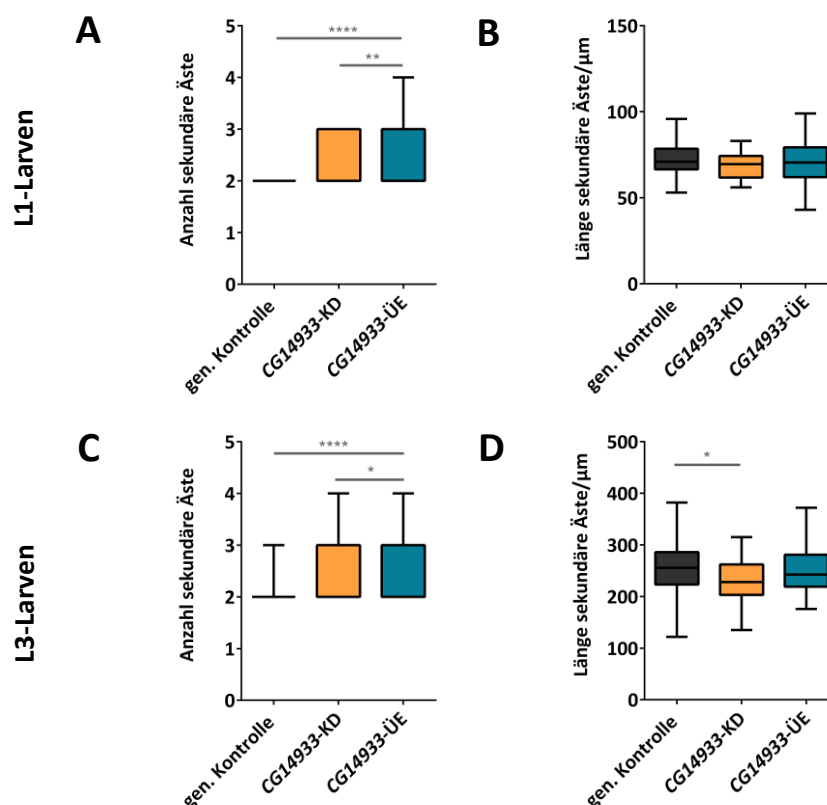 L1-Larven
A
Anzahl sekundäre Äste
5
4
3
2
1
0
****
**
gen. Kontrolle
CG14933-KD
CG14933-ÜE
B
Länge sekundäre Äste/µm
150
100
50
0
gen. Kontrolle
CG14933-KD
CG14933-ÜE
L3-Larven
C
Anzahl sekundäre Äste
5
4
3
2
1
0
****
*
gen. Kontrolle
CG14933-KD
CG14933-ÜE
D
Länge sekundäre Äste/µm
500
400
300
200
100
0
*
gen. Kontrolle
CG14933-KD
CG14933-ÜE